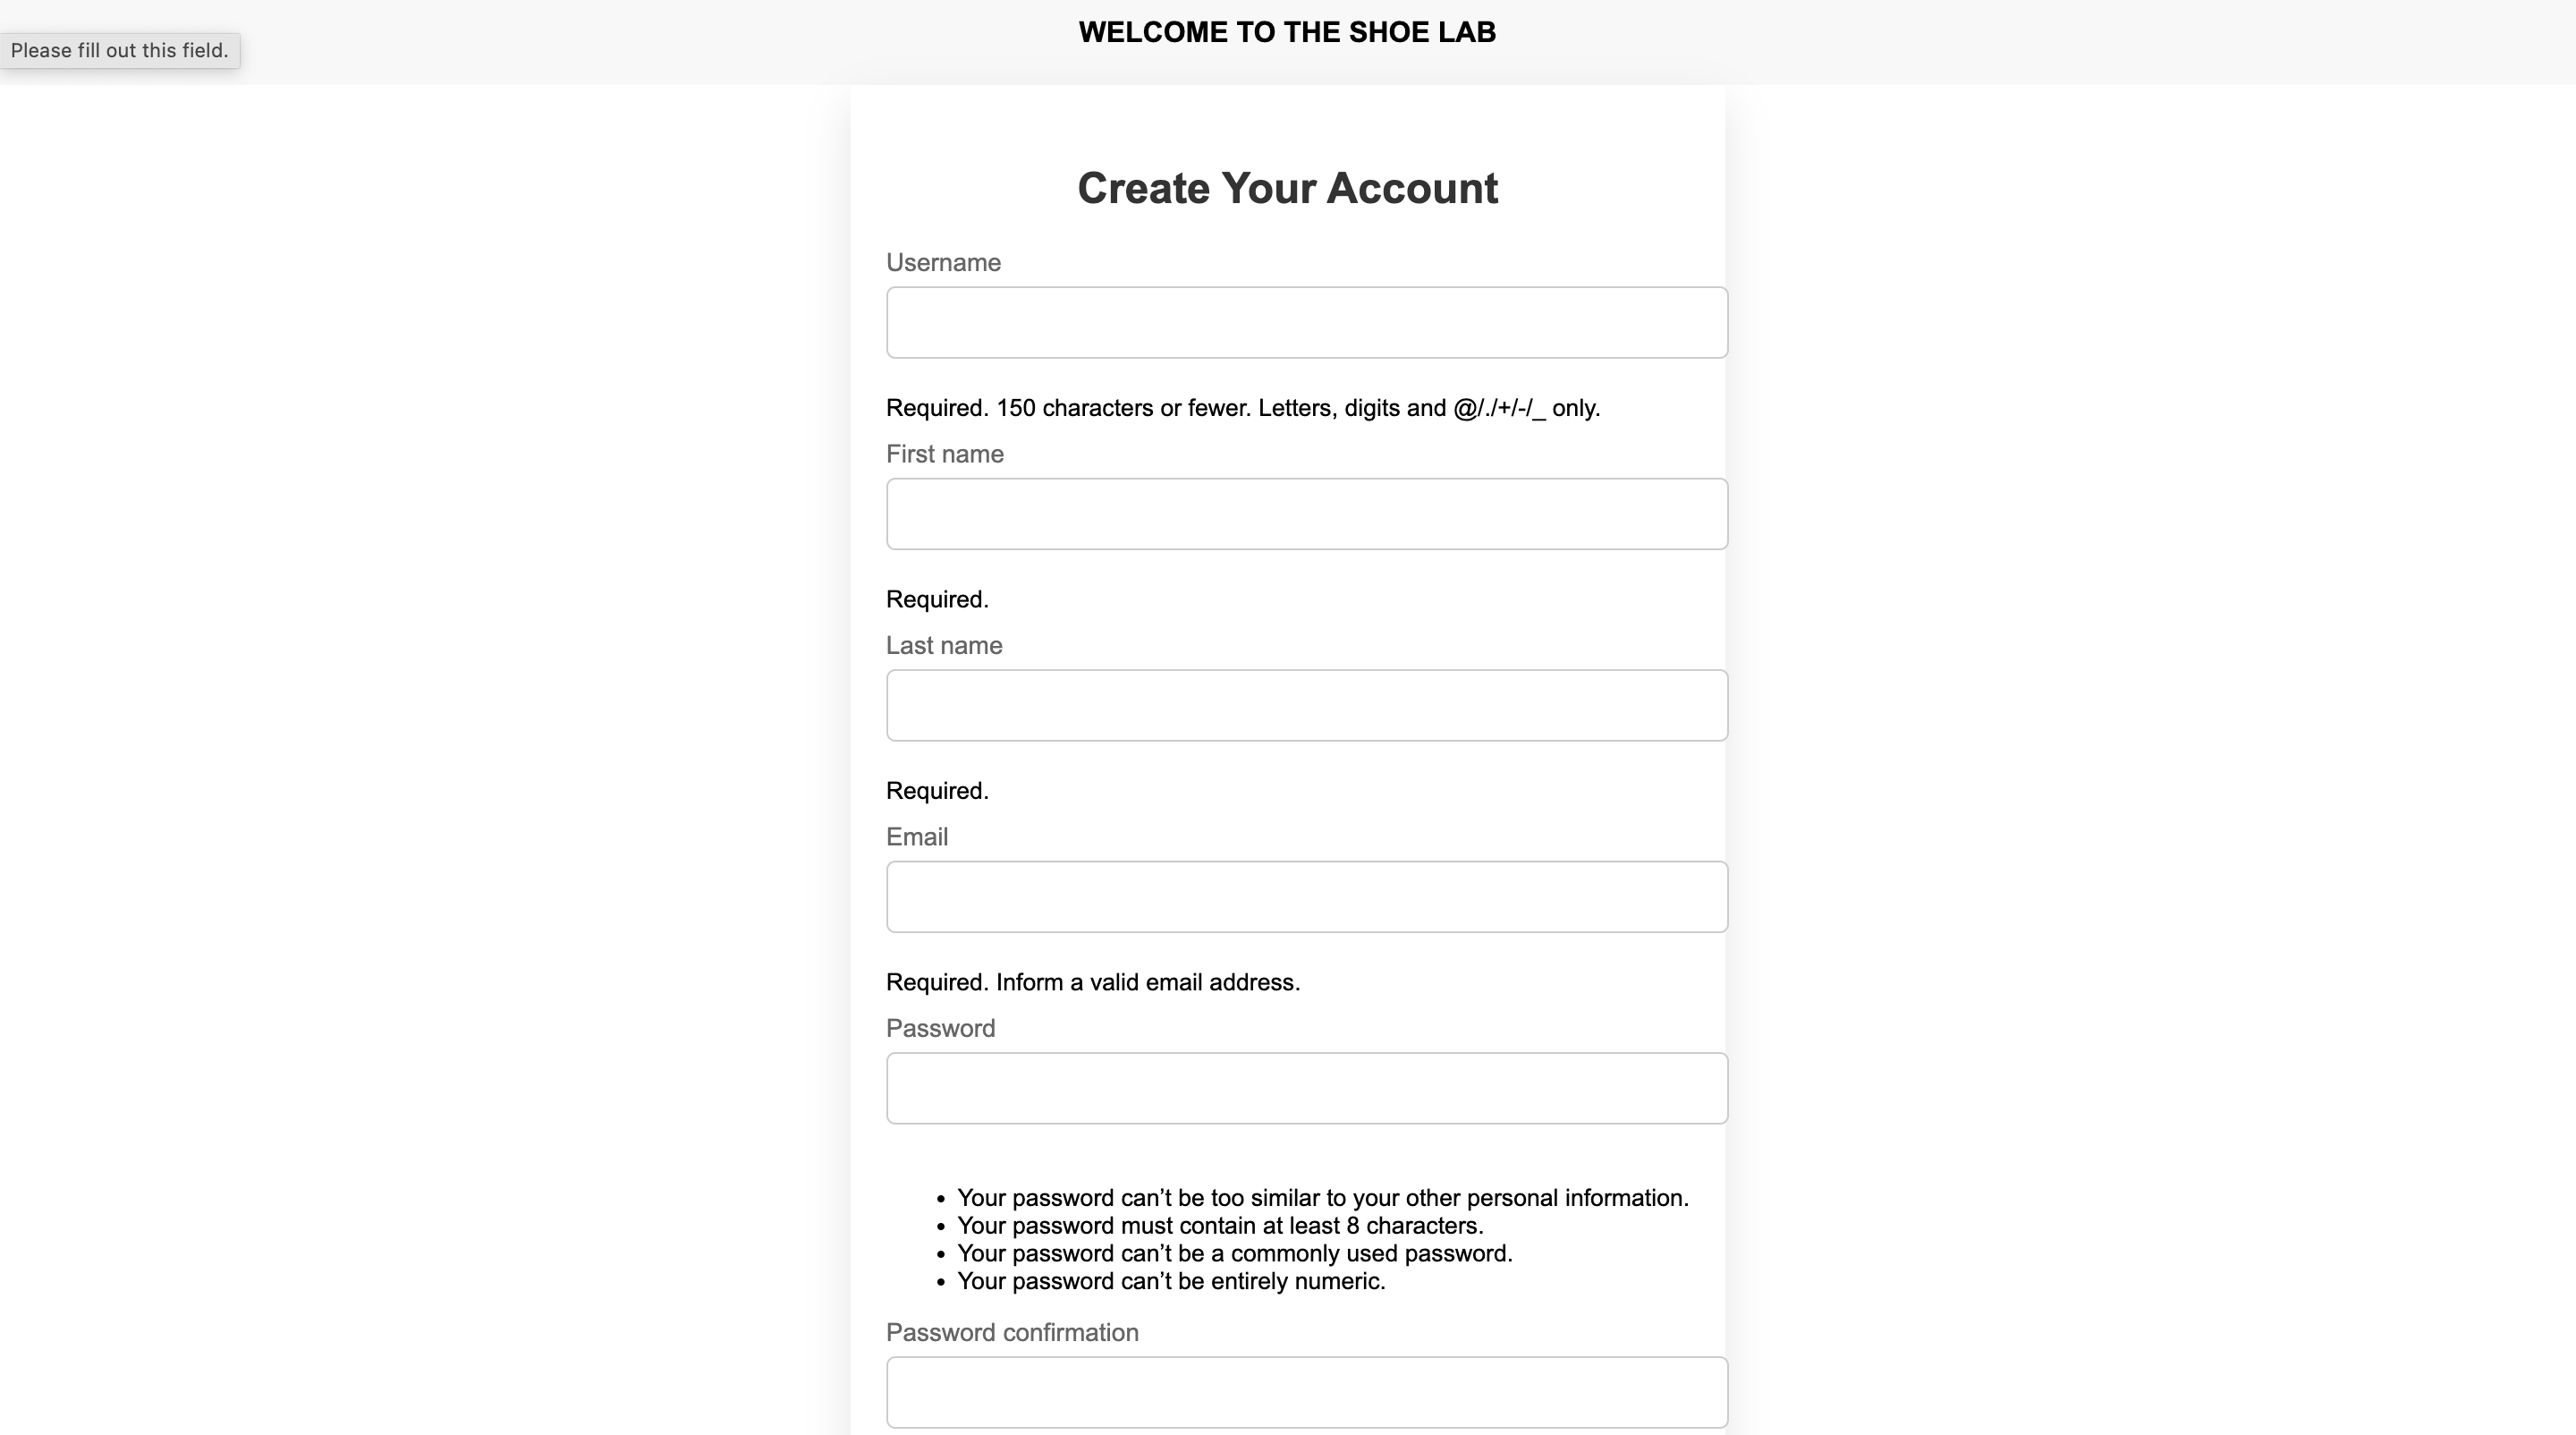 WELCOME TO THE SHOE LAB
Please fill out this field.
Create Your Account
Username
Required. 150 characters or fewer. Letters, digits and @/./+/-/_ only.
First name
Required.
Last name
Required.
Email
Required. Inform a valid email address.
Password
• Your password can’t be too similar to your other personal information.
• Your password must contain at least 8 characters.
• Your password can’t be a commonly used password.
• Your password can’t be entirely numeric.
Password confirmation